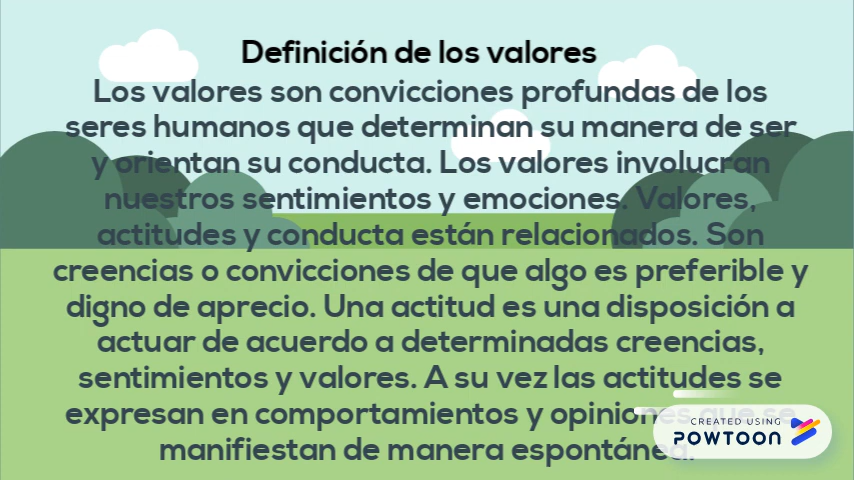 Definición de los valores
Los valores son convicciones profundas de los
seres humanos que determinan su manera de ser
y orientan su conducta. Los valores involucran
nuestros sentimientos y emociones. Valores,
actitudes y conducta están relacionados. Son
creencias o convicciones de que algo es preferible y
digno de aprecio. Una actitud es una disposición a
actuar de acuerdo a determinadas creencias,
sentimientos y valores. A su vez las actitudes se
expresan en comportamientos y opiniones que se
manifiestan de manera espontánea.
CREATED USING
POWTOON